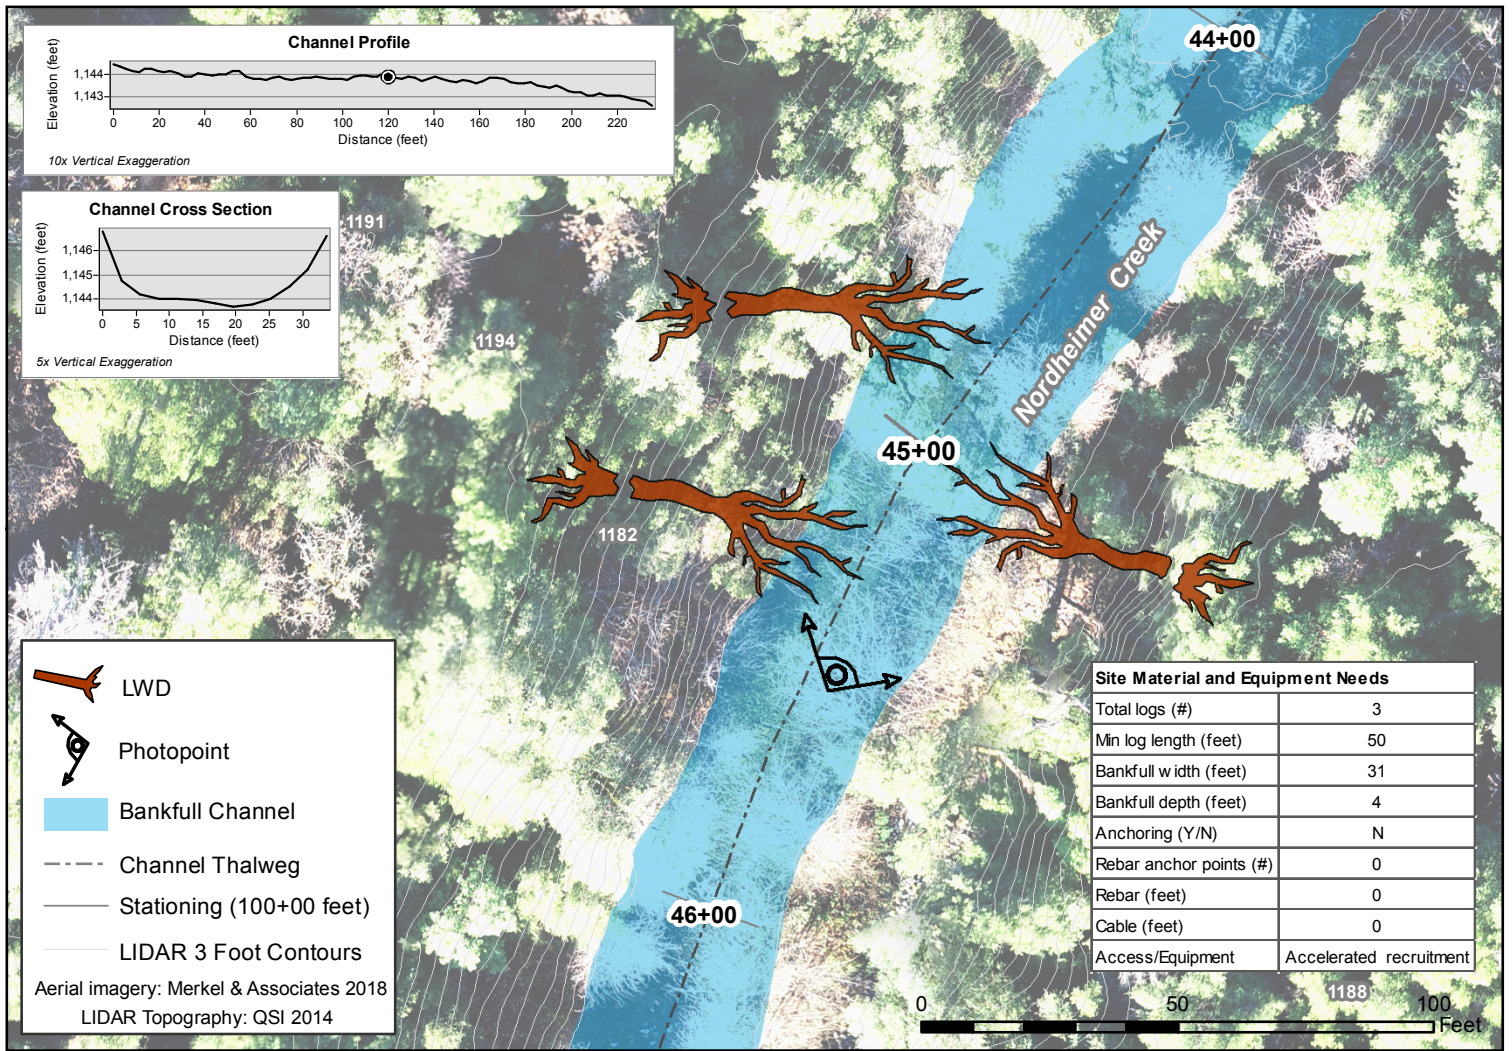 Channel Profile
Elevation (feet)
1,144
1,143
0 20 40 60 80 100 120 140 160 180 200 220
Distance (feet)
10x Vertical Exaggeration
Channel Cross Section
Elevation (feet)
1,146
1,145
1,144
0 5 10 15 20 25 30
Distance (feet)
5x Vertical Exaggeration
44+00
1191
1194
Nordheimer Creek
45+00
1182
46+00
1188
LWD
Photopoint
Bankfull Channel
Channel Thalweg
Stationing (100+00 feet)
LIDAR 3 Foot Contours
Aerial imagery: Merkel & Associates 2018
LIDAR Topography: QSI 2014
Site Material and Equipment Needs
Total logs (#) 3
Min log length (feet) 50
Bankfull width (feet) 31
Bankfull depth (feet) 4
Anchoring (Y/N) N
Rebar anchor points (#) 0
Rebar (feet) 0
Cable (feet) 0
Access/Equipment Accelerated recruitment
0 50 100
Feet